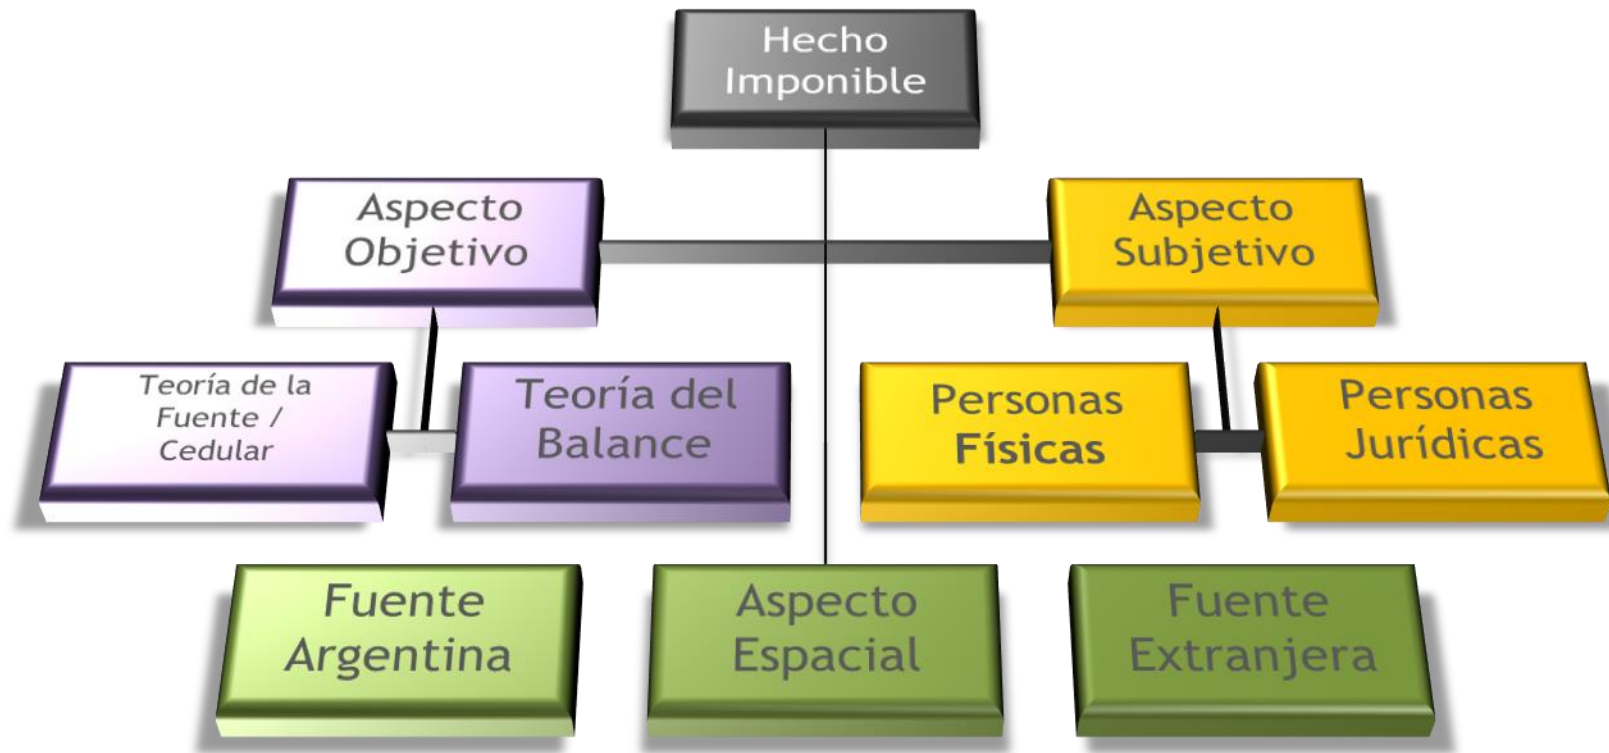 Hecho
Imponible
Aspecto
Objetivo
Aspecto
Subjetivo
Teoría de la
Fuente /
Cedular
Teoría del
Balance
Personas
Físicas
Personas
Jurídicas
Fuente
Argentina
Aspecto
Espacial
Fuente
Extranjera